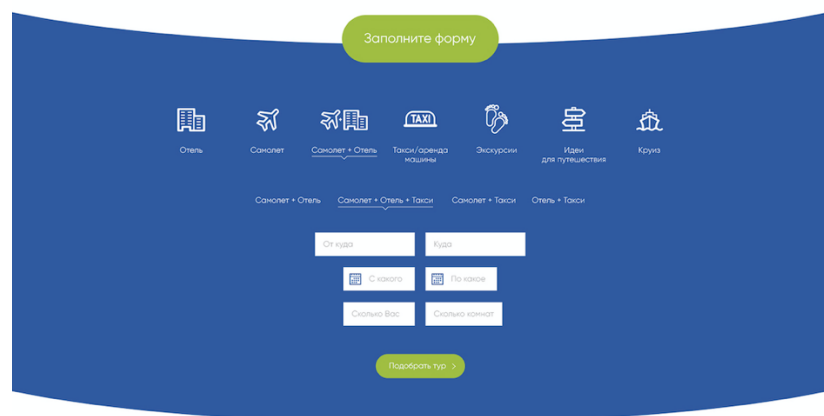 Заполните форму
TAXI
Отель
Самолет
Самолет + Отель
Такси/аренда
машины
Экскурсии
Идеи
для путешествия
Круиз
Самолет + Отель
Самолет + Отель + Такси
Самолет + Такси
Отель + Такси
От куда
Куда
С какого
По какое
Сколько Вас
Сколько комнат
Подобрать тур >